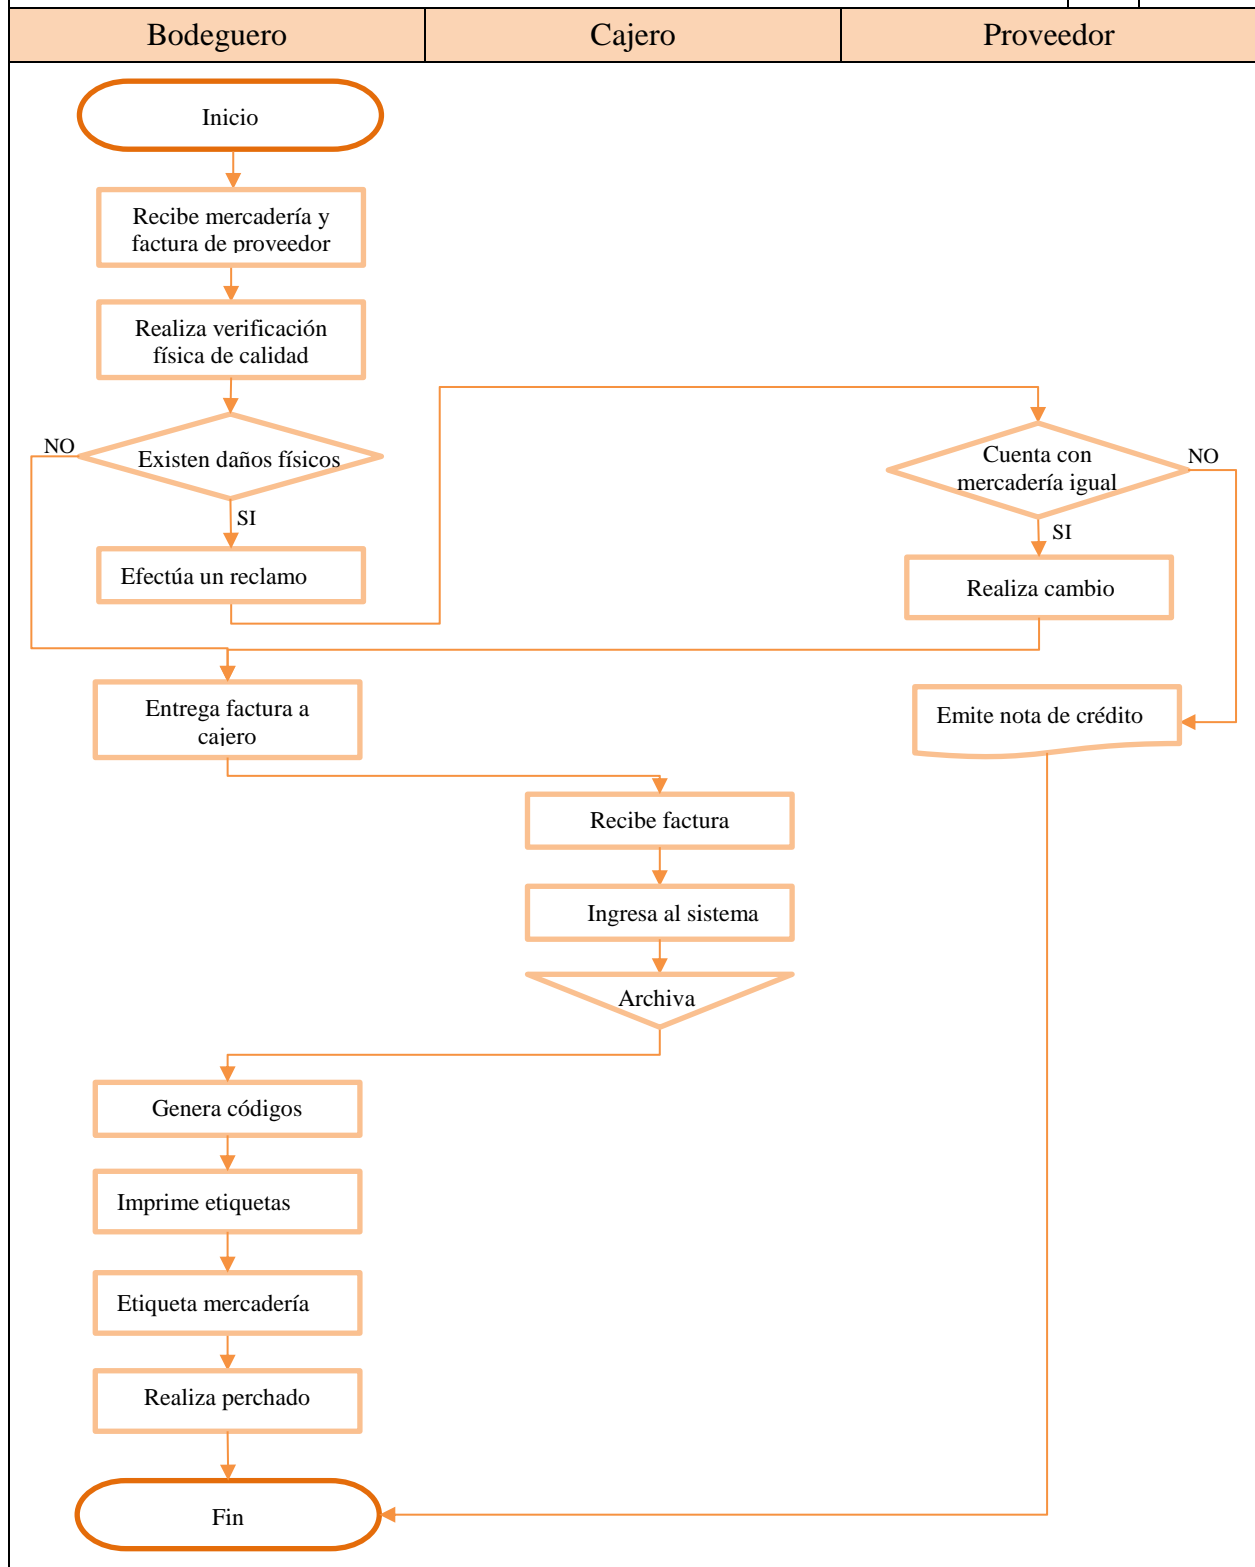 Bodeguero
Cajero
Proveedor
Inicio
Recibe mercadería y
factura de proveedor
Realiza verificación
física de calidad
NO
Existen daños físicos
SI
Efectúa un reclamo
Cuenta con
mercadería igual
NO
SI
Realiza cambio
Entrega factura a
cajero
Emite nota de crédito
Recibe factura
Ingresa al sistema
Archiva
Genera códigos
Imprime etiquetas
Etiqueta mercadería
Realiza perchado
Fin